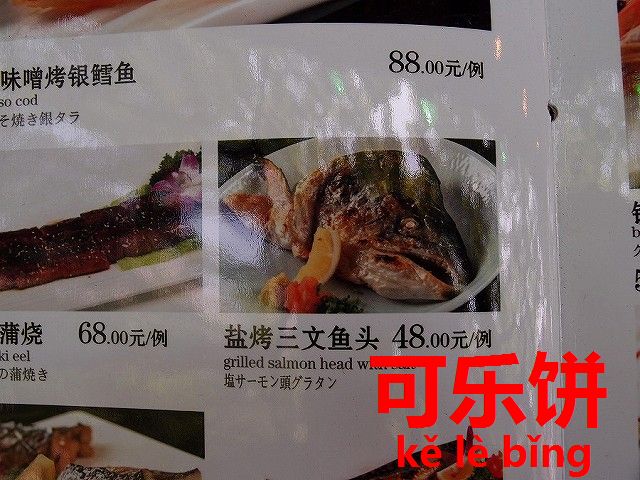 味噌烤银鳕鱼
88.00元/例
so cod
そ焼き銀タラ
蒲烧 68.00元/例
ki eel
の蒲焼き
盐烤三文鱼头 48.00元/例
grilled salmon head with salt
塩サーモン頭グラタン
可乐饼
kě lè bǐng